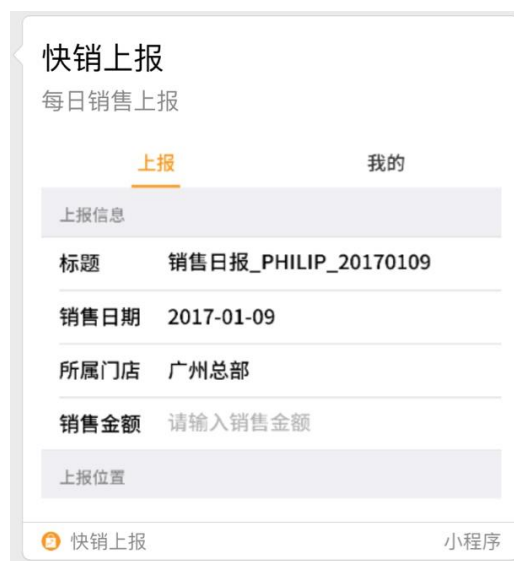 快销上报
每日销售上报
上报 我的
上报信息
标题 销售日报_PHILIP_20170109
销售日期 2017-01-09
所属门店 广州总部
销售金额 请输入销售金额
上报位置
快销上报 小程序